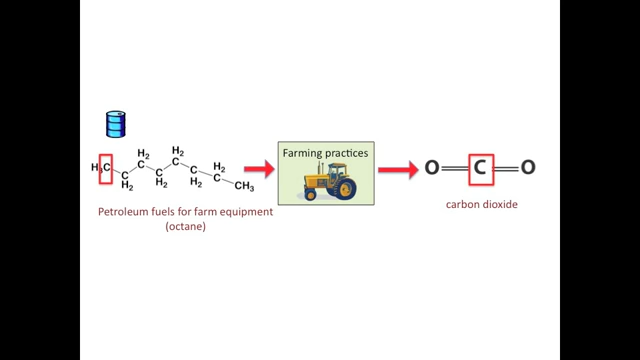 Farming practices
H₃C
H₂
C
C
H₂
H₂
C
C
H₂
H₂
C
C
H₂
CH₃
O C O
Petroleum fuels for farm equipment
(octane)
carbon dioxide